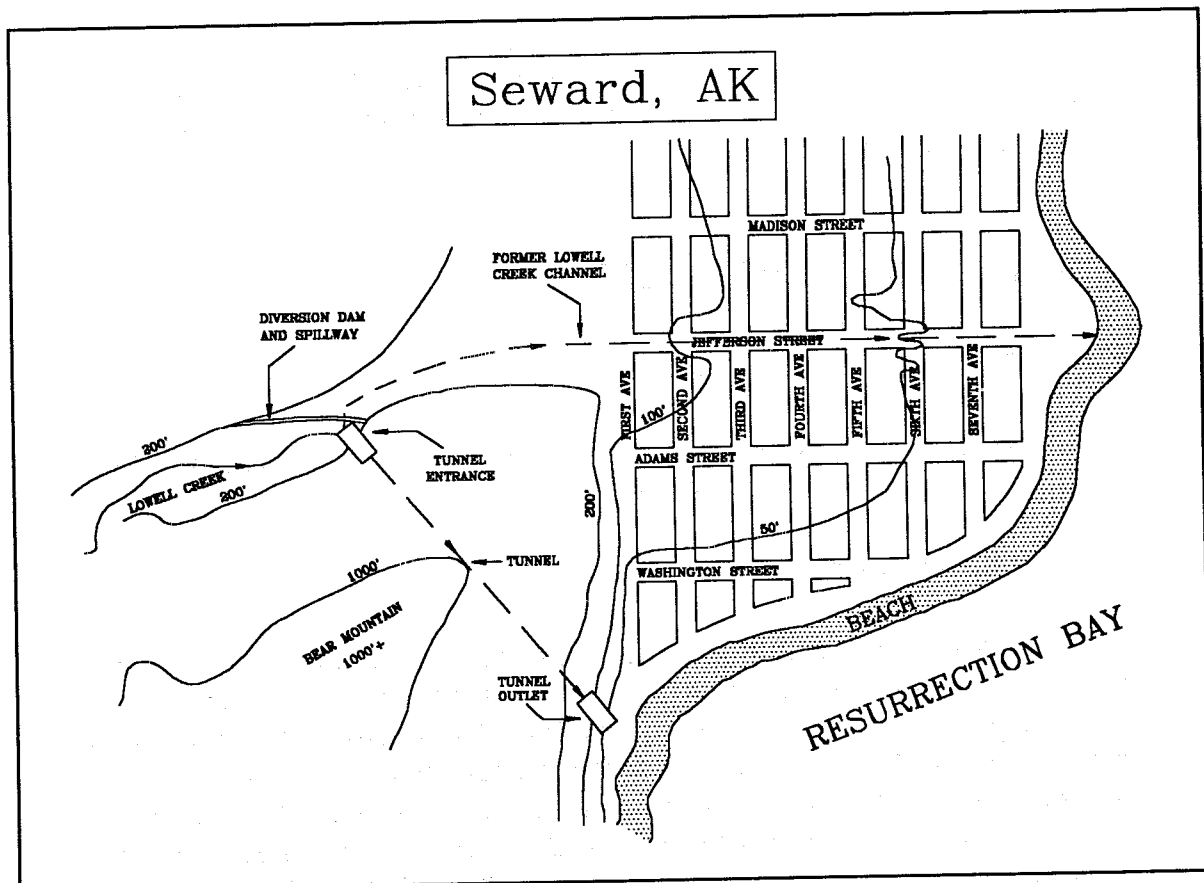 Seward, AK
MADISON STREET
FORMER LOWELL
CREEK CHANNEL
DIVERSION DAM
AND SPILLWAY
JEFFERSON STREET
FIRST AVE
SECOND AVE
THIRD AVE
FOURTH AVE
FIFTH AVE
SIXTH AVE
SEVENTH AVE
100'
200'
LOWELL CREEK
200'
TUNNEL
ENTRANCE
ADAMS STREET
200'
50'
1000'
TUNNEL
WASHINGTON STREET
BEAR MOUNTAIN
1000'+
BEACH
TUNNEL
OUTLET
RESURRECTION BAY